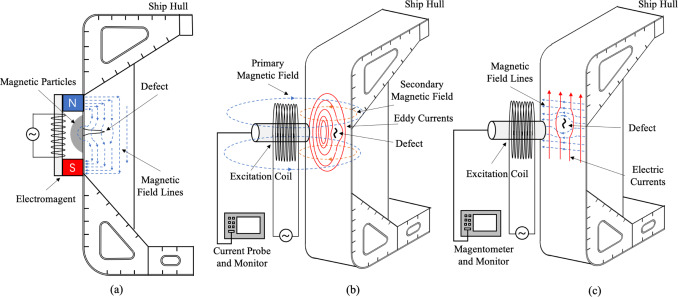 Ship Hull
(a)
Magnetic Particles
N
Defect
S
Magnetic
Field Lines
Electromagent
(a)
Ship Hull
(b)
Primary
Magnetic Field
Secondary
Magnetic Field
Eddy Currents
Defect
Excitation Coil
Current Probe
and Monitor
(b)
Ship Hull
(c)
Magnetic
Field Lines
Defect
Excitation Coil
Electric
Currents
Magentometer
and Monitor
(c)